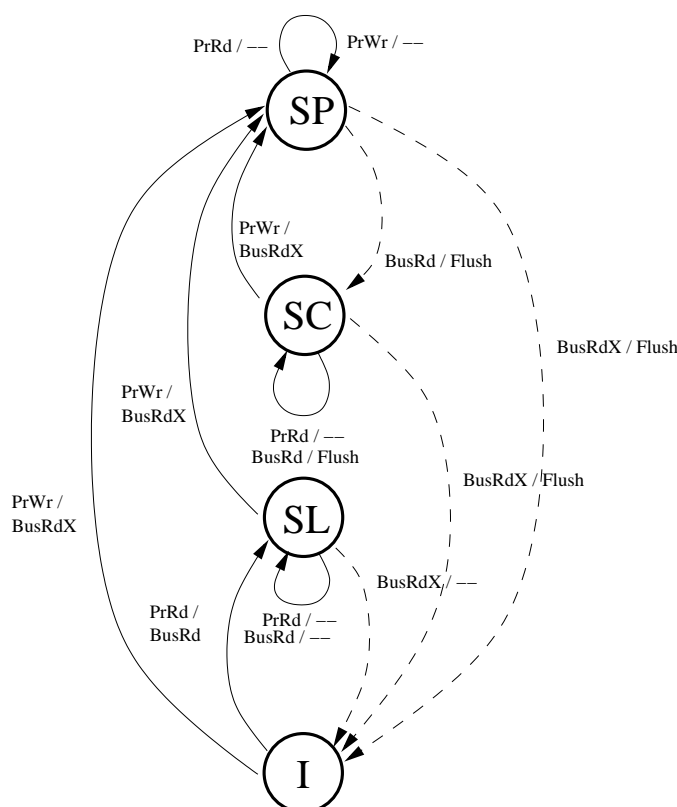 PrRd / −−
PrWr / −−
SP
PrWr /
BusRdX
BusRd / Flush
SC
BusRdX / Flush
PrWr /
BusRdX
PrRd / −−
BusRd / Flush
BusRdX / Flush
PrWr /
BusRdX
SL
BusRdX / −−
PrRd /
BusRd
PrRd / −−
BusRd / −−
I